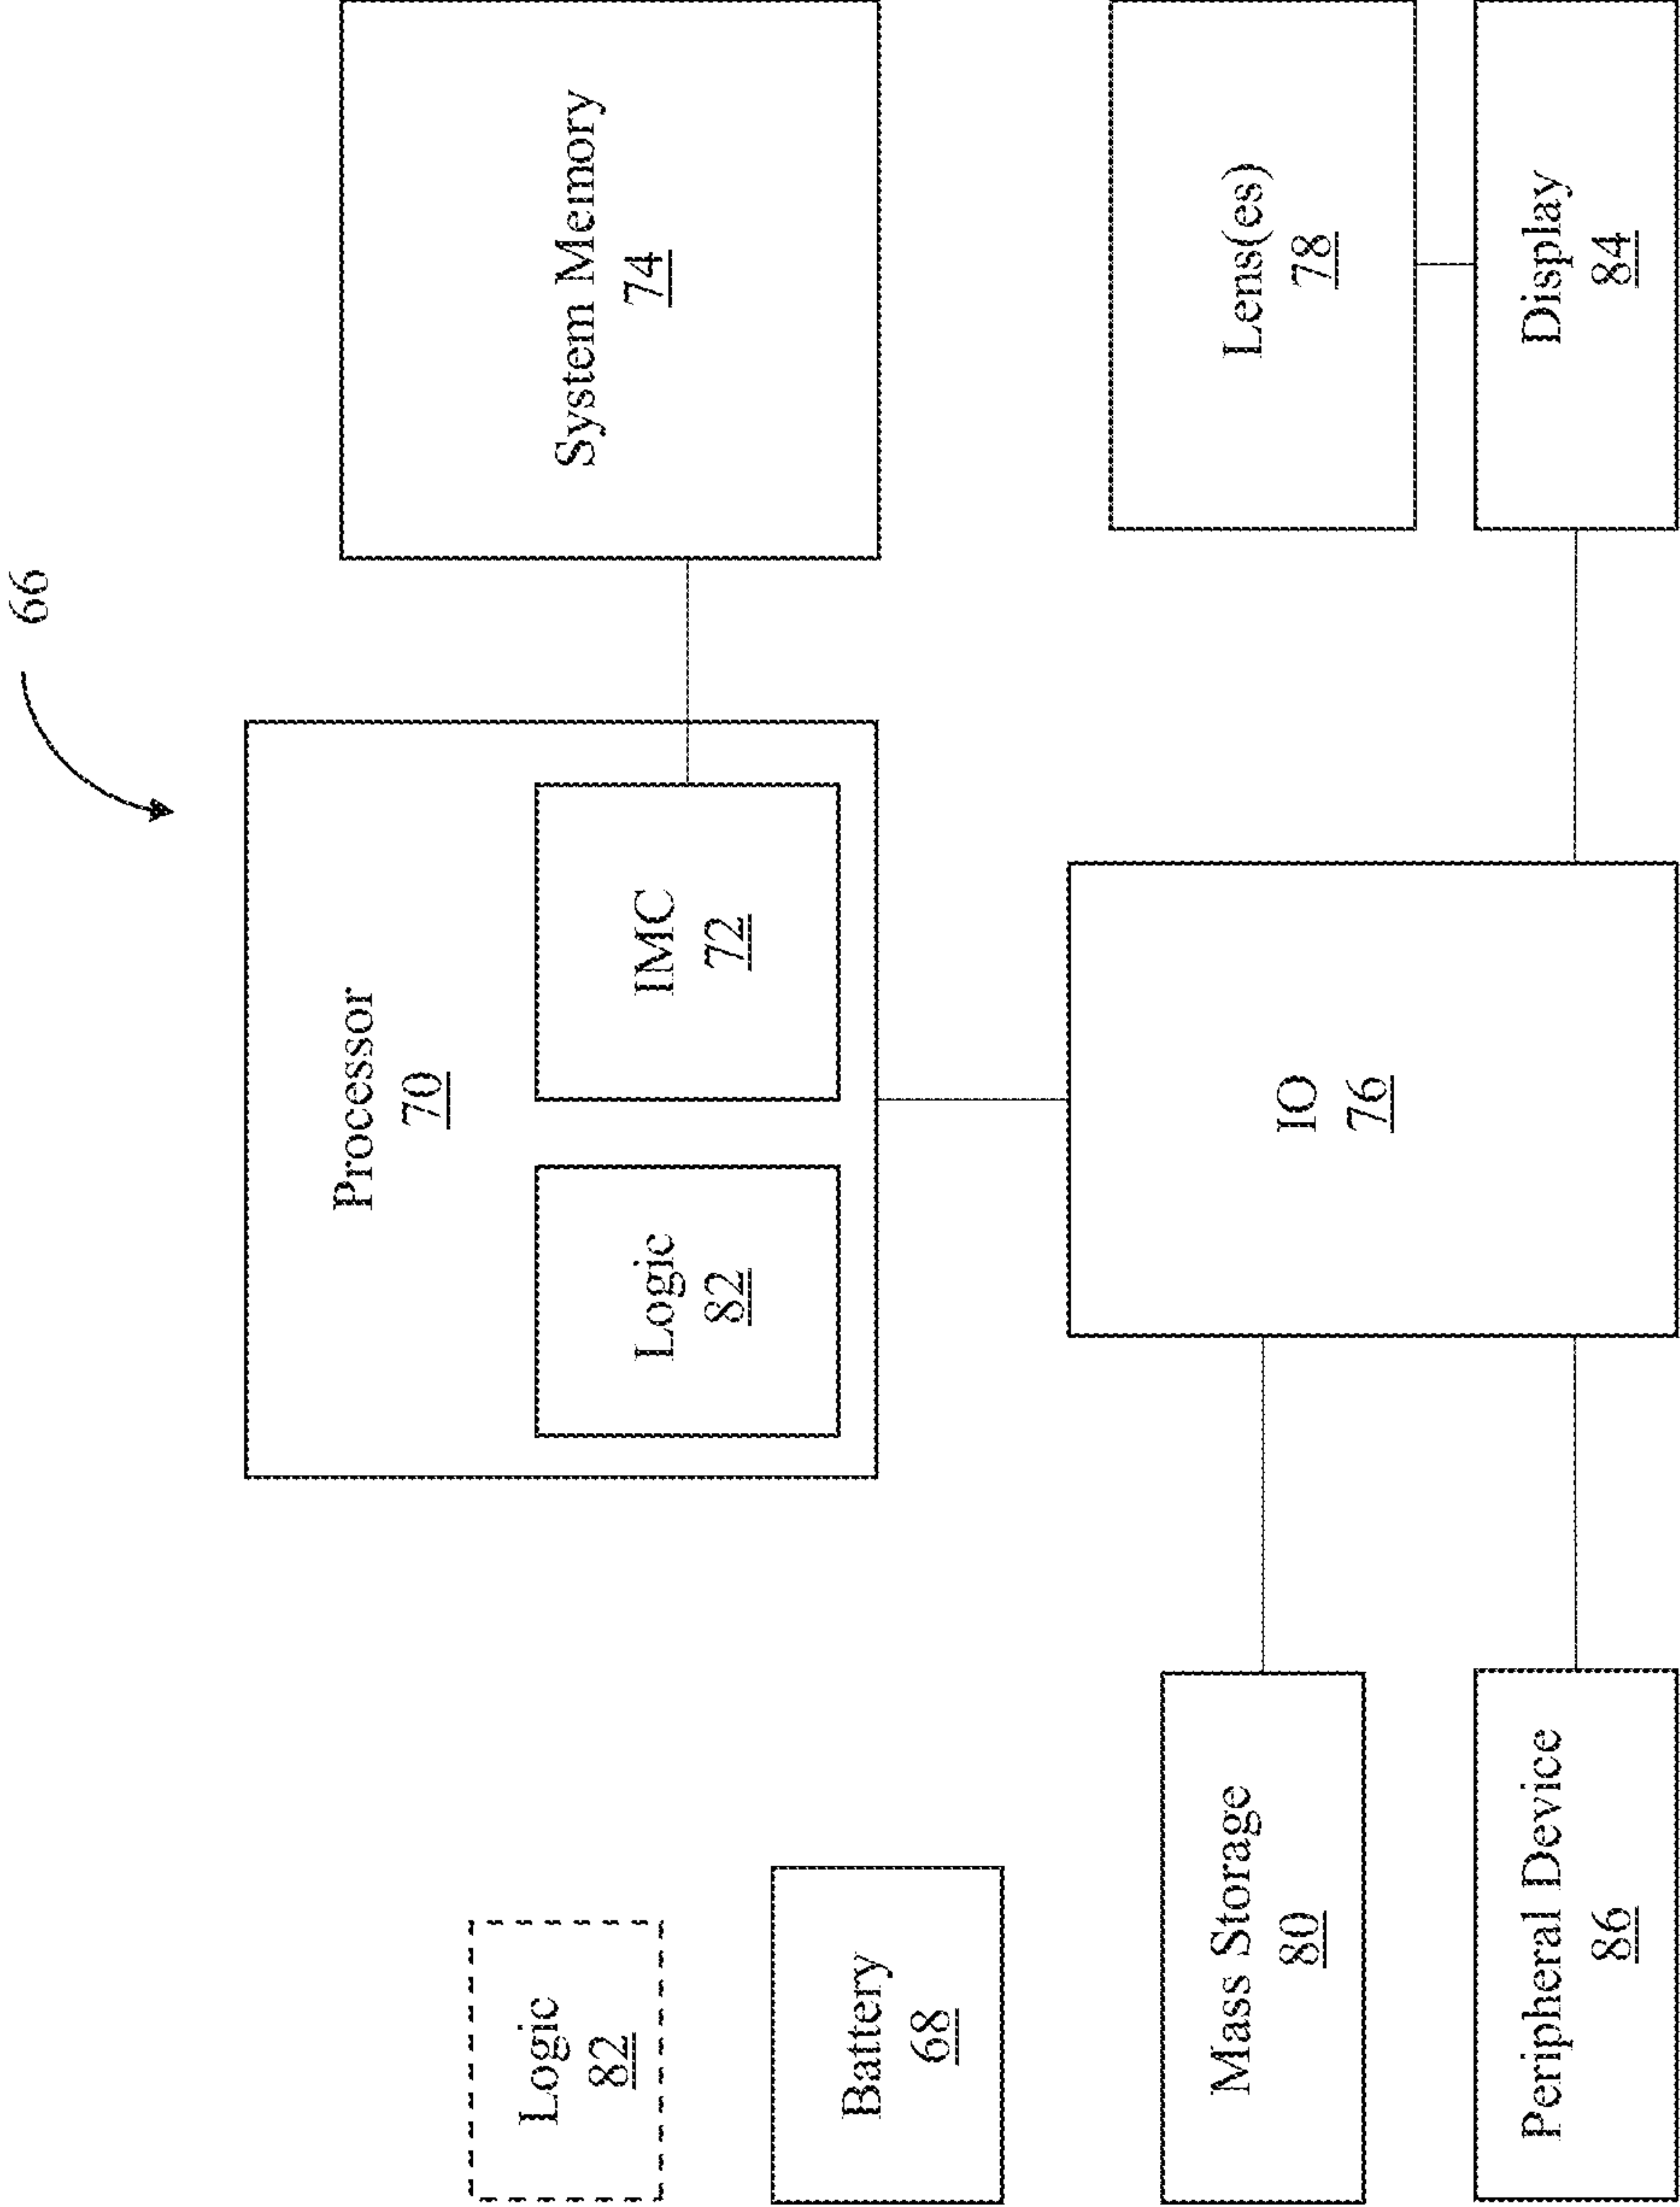 66
Logic
82
Processor
70
Logic
82
IMC
72
System Memory
74
Battery
68
Mass Storage
80
IO
76
Lens(es)
78
Peripheral Device
86
Display
84